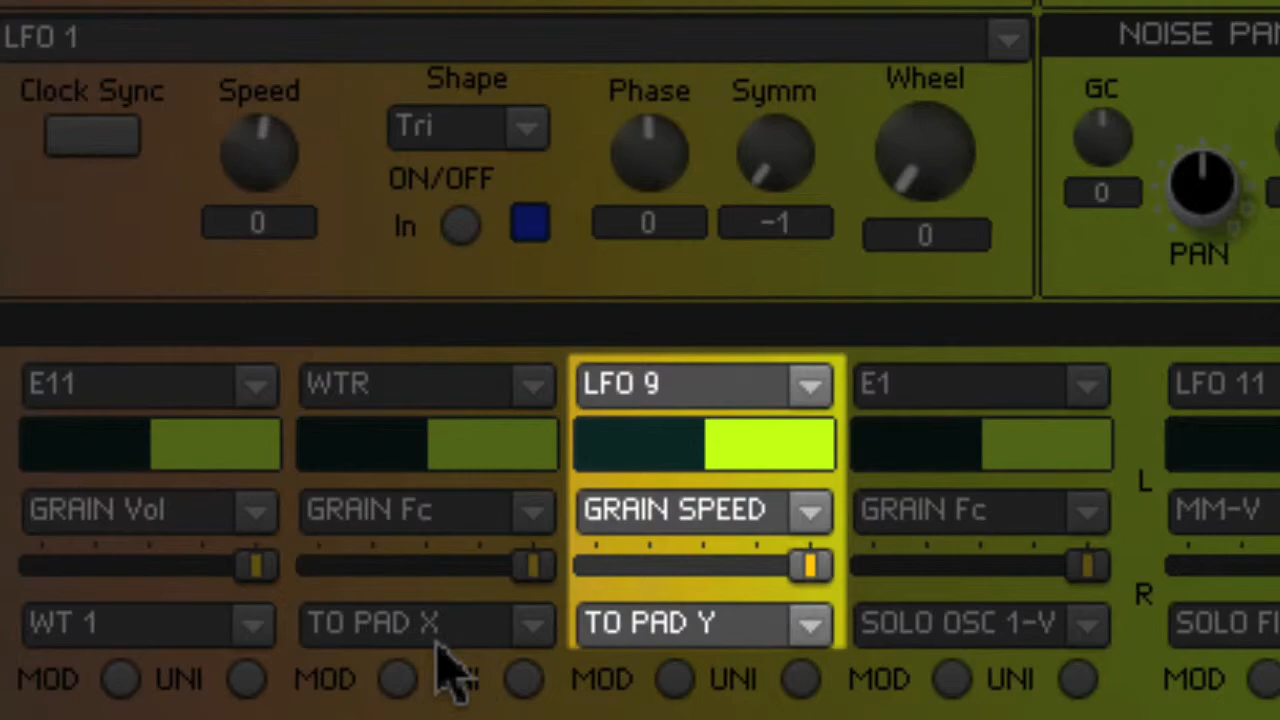 LFO 1
NOISE PAN
Clock Sync
Speed
Shape
Phase
Symm
Wheel
GC
Tri
ON/OFF
In
0
0
-1
0
0
PAN
E11
WTR
LFO 9
E1
LFO 11
L
GRAIN Vol
GRAIN Fc
GRAIN SPEED
GRAIN Fc
MM-V
R
WT 1
TO PAD X
TO PAD Y
SOLO OSC 1-V
SOLO FI
MOD UNI MOD MOD UNI MOD UNI MOD